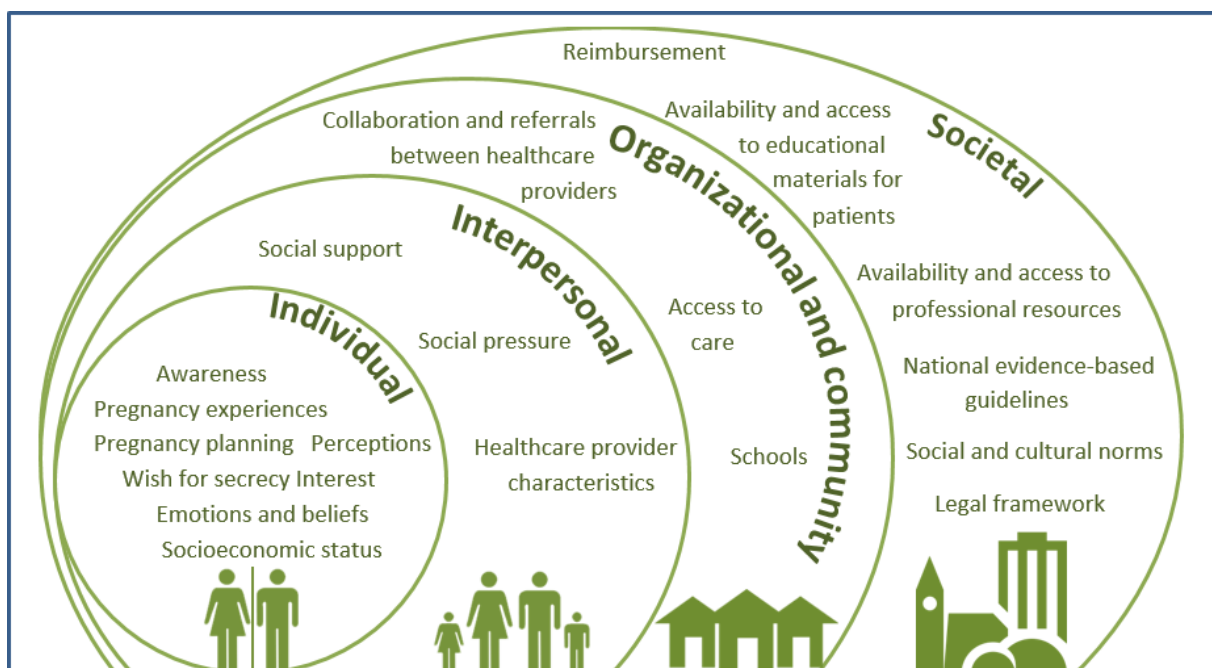 Reimbursement
Collaboration and referrals
between healthcare
providers
Availability and access
to educational
materials for
patients
Societal
Organizational and community
Interpersonal
Social support
Individual
Social pressure
Access to
care
Availability and access to
professional resources
National evidence-based
guidelines
Awareness
Pregnancy experiences
Pregnancy planning Perceptions
Wish for secrecy Interest
Emotions and beliefs
Socioeconomic status
Healthcare provider
characteristics
Schools
Social and cultural norms
Legal framework